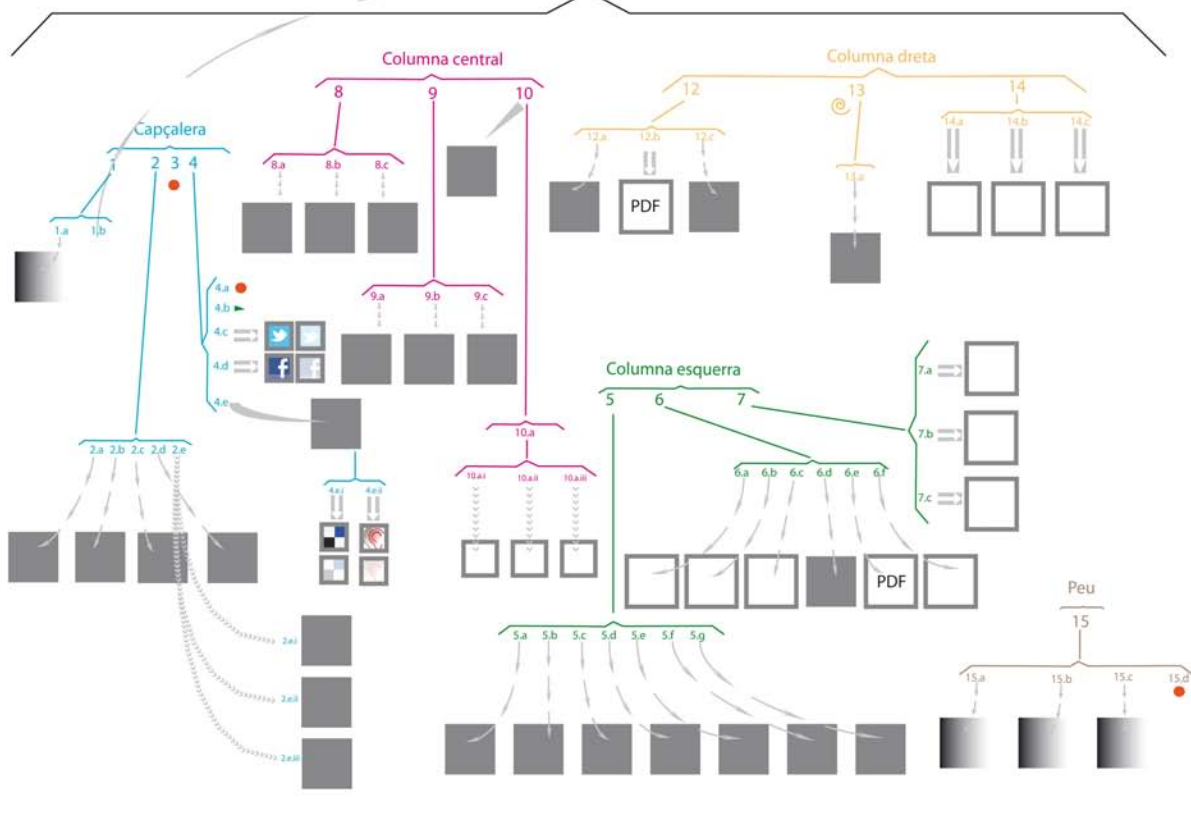 Columna central
8 9 10
8.a 8.b 8.c
9.a 9.b 9.c
10.a
10.a.i 10.a.ii 10.a.iii
Columna dreta
12 13 14
12.a 12.b 12.c
PDF
13.a
14.a 14.b 14.c
Capçalera
1 2 3 4
1.a 1.b
4.a
4.b
4.c
4.d
f f
4.e
4.e.i 4.e.ii
2.a 2.b 2.c 2.d 2.e
2.e.i
2.e.ii
2.e.iii
Columna esquerra
5 6 7
7.a
7.b
7.c
6.a 6.b 6.c 6.d 6.e 6.f
PDF
5.a 5.b 5.c 5.d 5.e 5.f 5.g
Peu
15
15.a 15.b 15.c 15.d